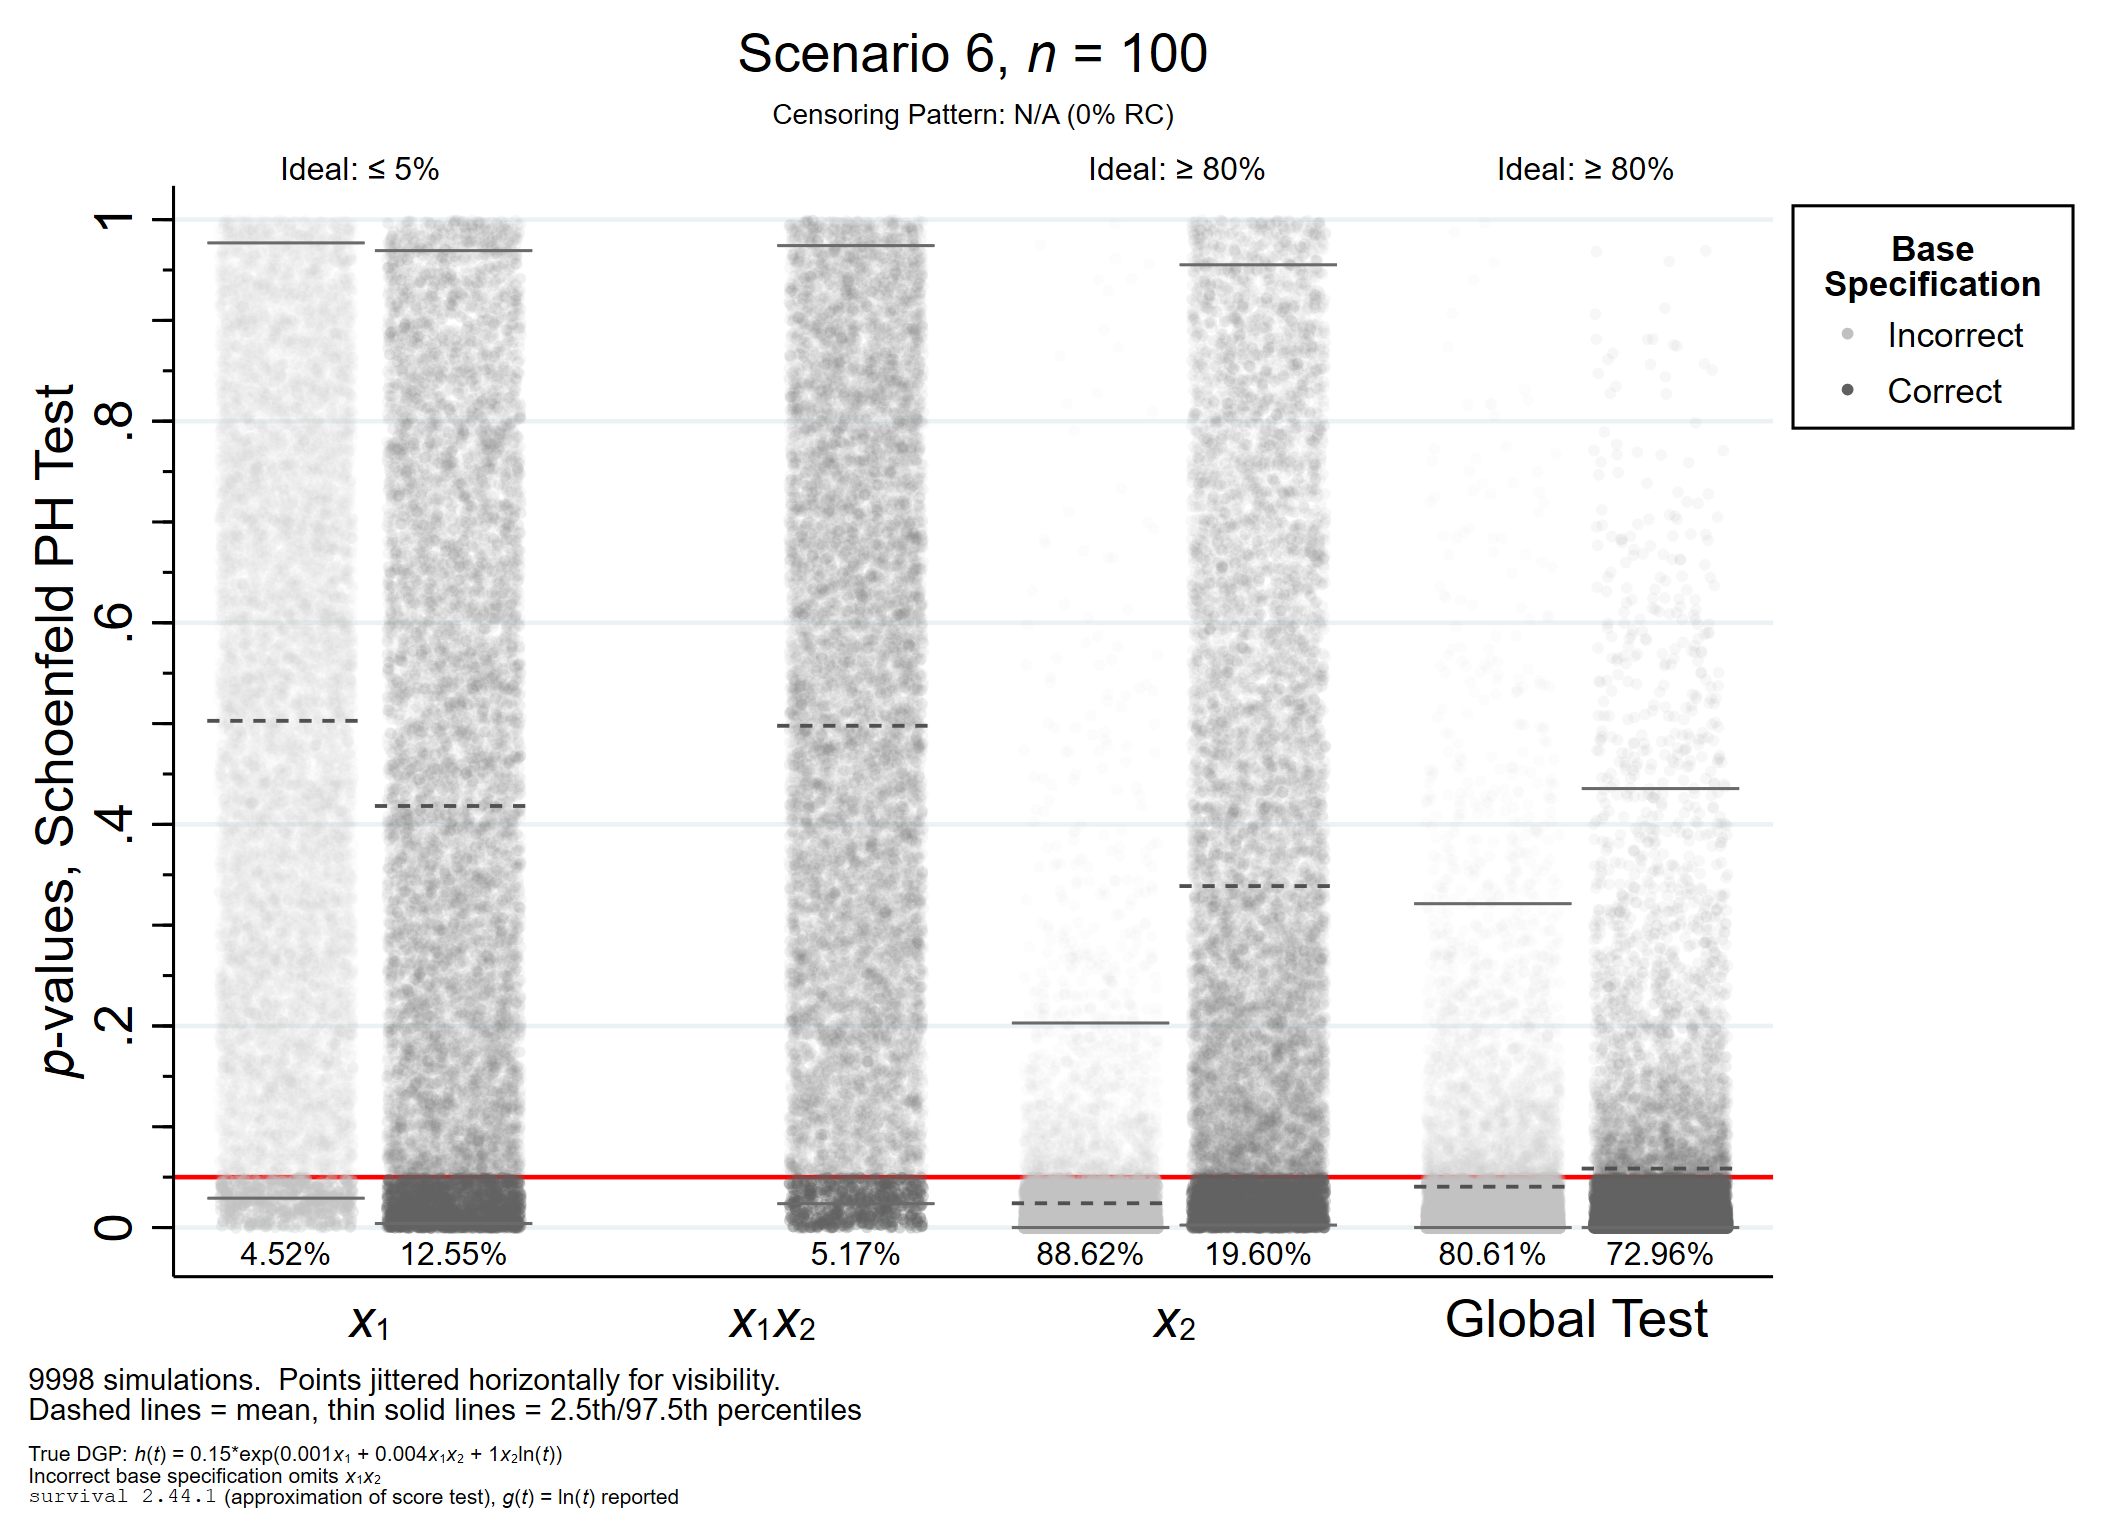 Scenario 6, n = 100
Censoring Pattern: N/A (0% RC)
Ideal: ≤ 5%
Ideal: ≥ 80%
Ideal: ≥ 80%
p-values, Schoenfeld PH Test
1
.8
.6
.4
.2
0
Base
Specification
Incorrect
Correct
4.52%
12.55%
5.17%
88.62%
19.60%
80.61%
72.96%
x₁
x₁x₂
x₂
Global Test
9998 simulations.  Points jittered horizontally for visibility.
Dashed lines = mean, thin solid lines = 2.5th/97.5th percentiles
True DGP: h(t) = 0.15*exp(0.001x₁ + 0.004x₁x₂ + 1x₂ln(t))
Incorrect base specification omits x₁x₂
survival 2.44.1 (approximation of score test), g(t) = ln(t) reported